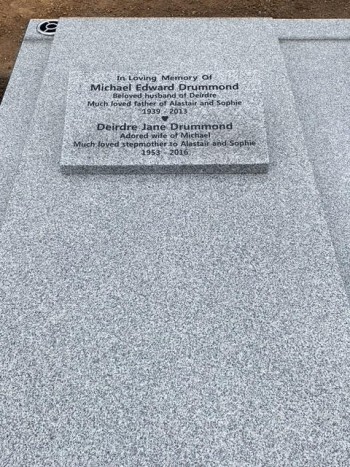 In Loving Memory Of
Michael Edward Drummond
Beloved husband of Deirdre
Much loved father of Alastair and Sophie
1939 - 2013
Deirdre Jane Drummond
Adored wife of Michael
Much loved stepmother to Alastair and Sophie
1953 - 2016